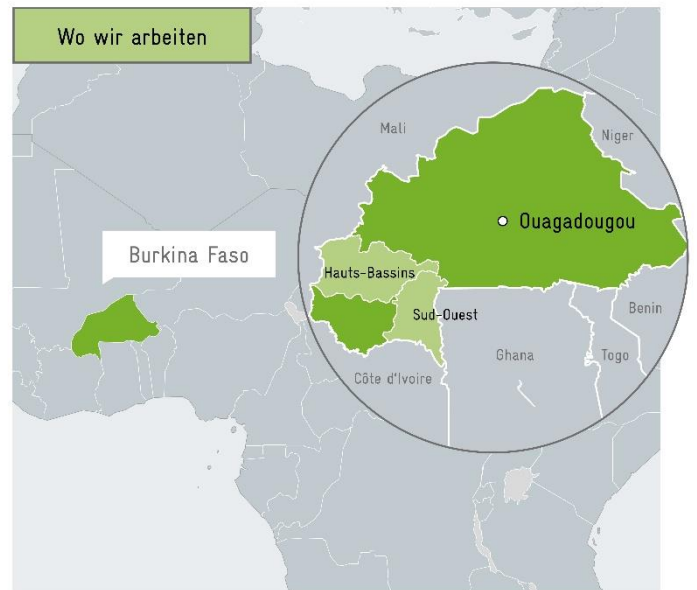 Wo wir arbeiten
Mali
Niger
Ouagadougou
Burkina Faso
Hauts-Bassins
Sud-Ouest
Benin
Ghana
Togo
Côte d'Ivoire